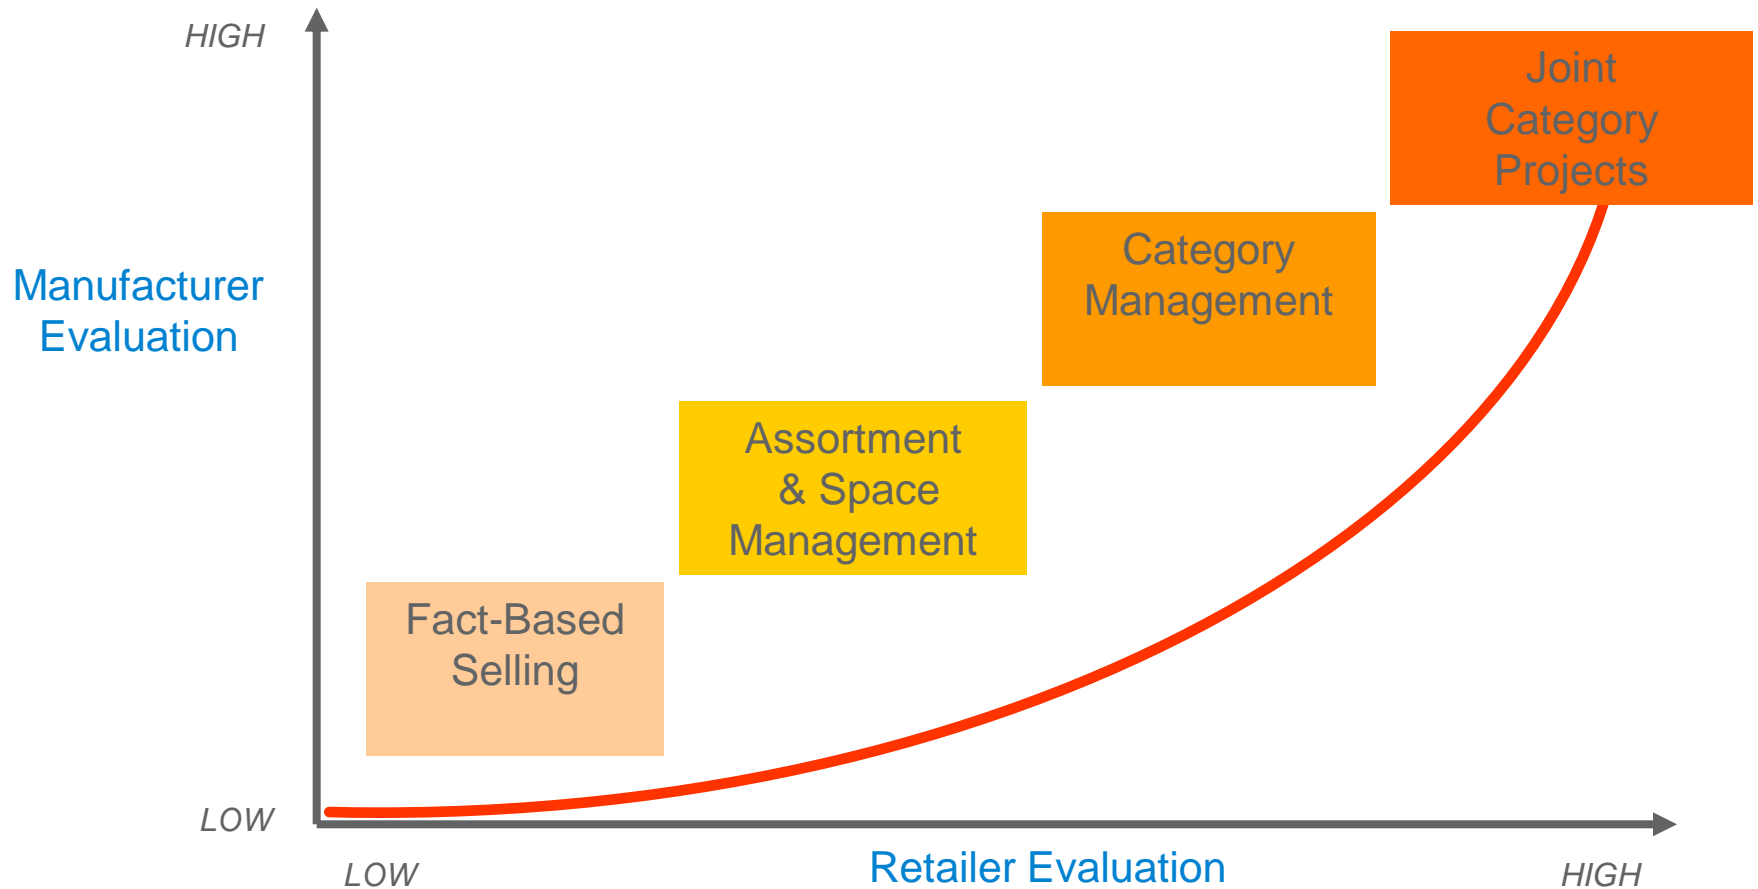 HIGH
Joint
Category
Projects
Category
Management
Manufacturer
Evaluation
Assortment
& Space
Management
Fact-Based
Selling
LOW
LOW
Retailer Evaluation
HIGH